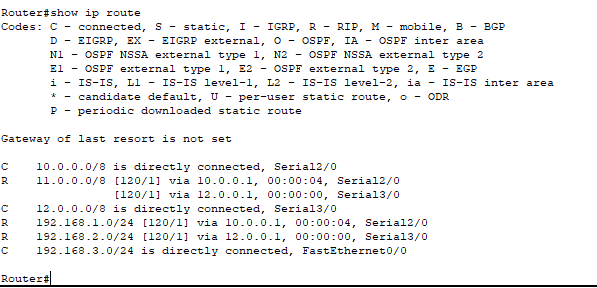 Router#show ip route
Codes: C - connected, S - static, I - IGRP, R - RIP, M - mobile, B - BGP
       D - EIGRP, EX - EIGRP external, O - OSPF, IA - OSPF inter area
       N1 - OSPF NSSA external type 1, N2 - OSPF NSSA external type 2
       E1 - OSPF external type 1, E2 - OSPF external type 2, E - EGP
       i - IS-IS, L1 - IS-IS level-1, L2 - IS-IS level-2, ia - IS-IS inter area
       * - candidate default, U - per-user static route, o - ODR
       P - periodic downloaded static route
Gateway of last resort is not set
C    10.0.0.0/8 is directly connected, Serial2/0
R    11.0.0.0/8 [120/1] via 10.0.0.1, 00:00:04, Serial2/0
                [120/1] via 12.0.0.1, 00:00:00, Serial3/0
C    12.0.0.0/8 is directly connected, Serial3/0
R    192.168.1.0/24 [120/1] via 10.0.0.1, 00:00:04, Serial2/0
R    192.168.2.0/24 [120/1] via 12.0.0.1, 00:00:00, Serial3/0
C    192.168.3.0/24 is directly connected, FastEthernet0/0
Router#